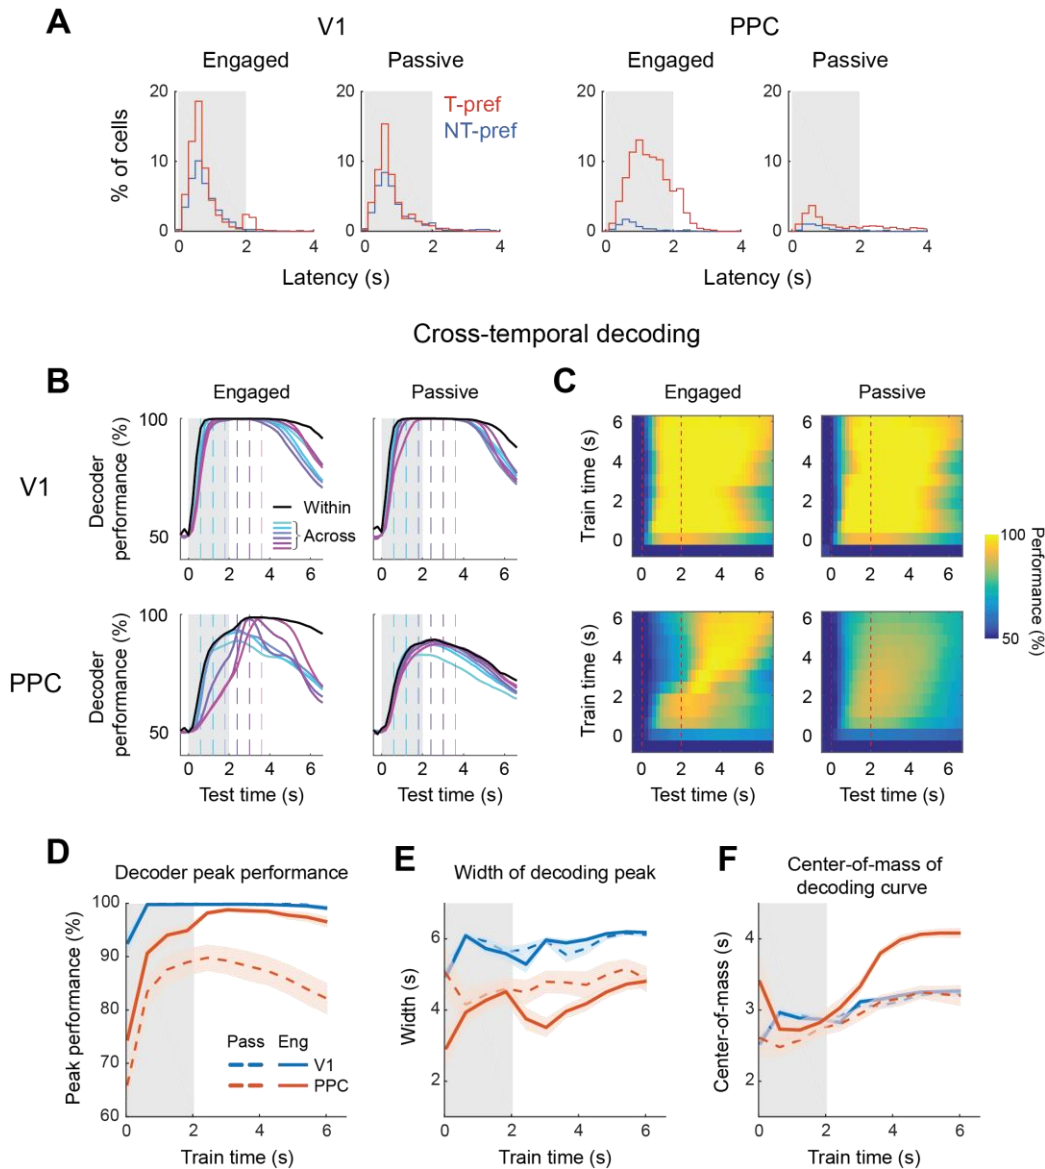 A
V1
PPC
Engaged
Passive
Engaged
Passive
20
10
0
% of cells
T-pref
NT-pref
20
10
0
20
10
0
20
10
0
0 2 4
0 2 4
0 2 4
0 2 4
Latency (s)
Latency (s)
Latency (s)
Latency (s)
Cross-temporal decoding
B
Engaged
Passive
C
Engaged
Passive
V1
Decoder
performance (%)
100
50
Within
Across
0 2 4 6
0 2 4 6
Train time (s)
6
4
2
0
0 2 4 6
6
4
2
0
0 2 4 6
100
50
Performance (%)
PPC
Decoder
performance (%)
100
50
0 2 4 6
0 2 4 6
Test time (s)
Test time (s)
Train time (s)
6
4
2
0
0 2 4 6
6
4
2
0
0 2 4 6
Test time (s)
Test time (s)
D
Decoder peak performance
Peak performance (%)
100
90
80
70
60
Pass Eng
V1
PPC
0 2 4 6
Train time (s)
E
Width of decoding peak
Width (s)
6
4
2
0 2 4 6
Train time (s)
F
Center-of-mass of
decoding curve
Center-of-mass (s)
4
3
2
0 2 4 6
Train time (s)